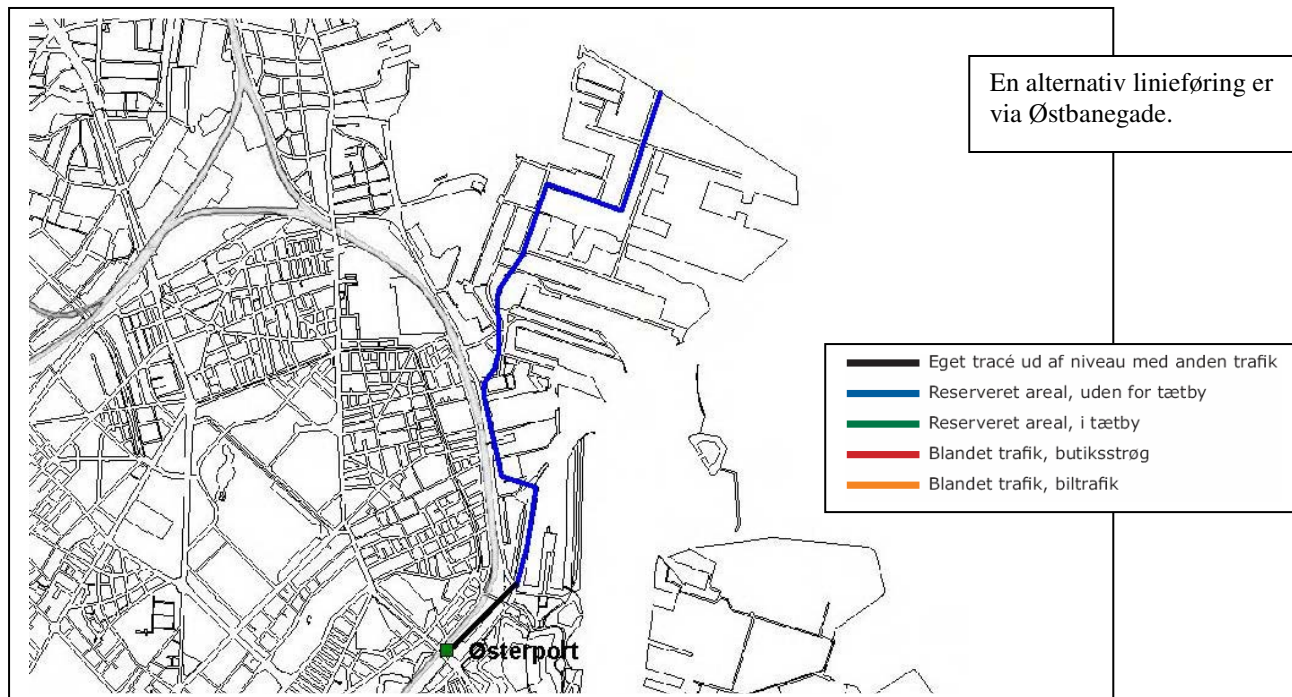 En alternativ linieføring er
via Østbanegade.
Eget tracé ud af niveau med anden trafik
Reserveret areal, uden for tætby
Reserveret areal, i tætby
Blandet trafik, butiksstrøg
Blandet trafik, biltrafik
Østerport